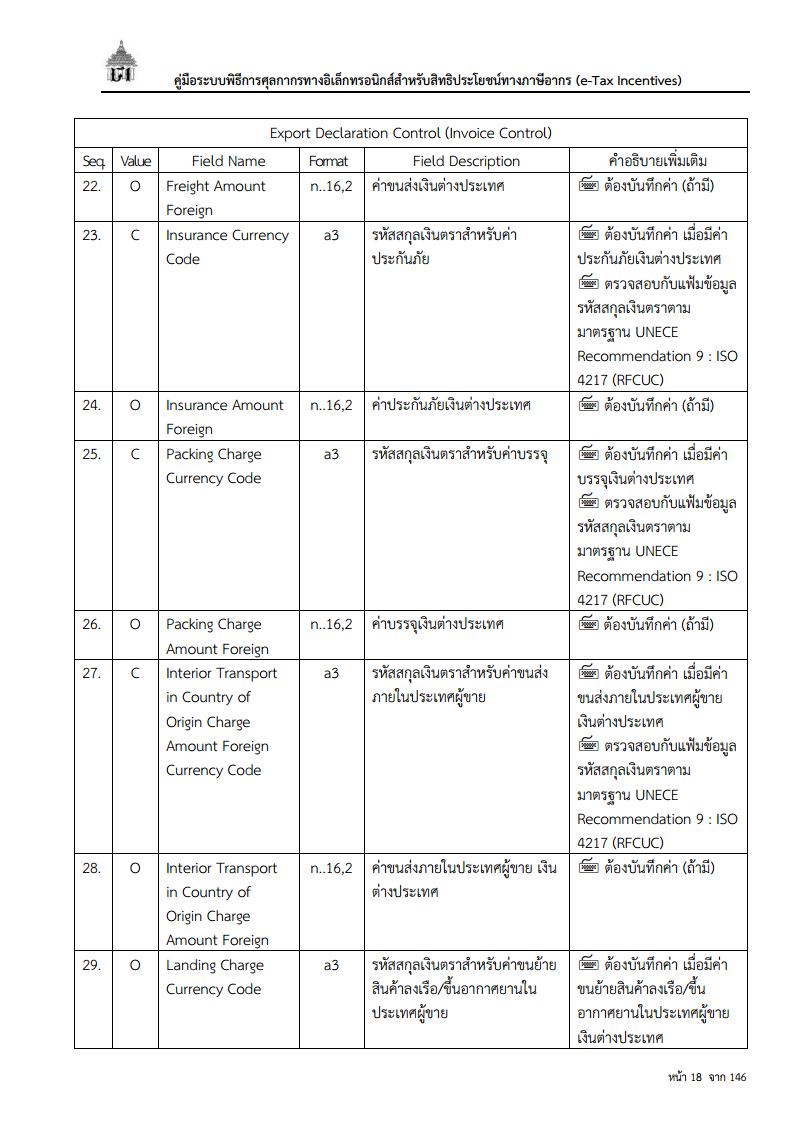 คู่มือระบบพิธีการศุลกากรทางอิเล็กทรอนิกส์สำหรับสิทธิประโยชน์ทางภาษีอากร (e-Tax Incentives)
Export Declaration Control (Invoice Control)
Seq. Value Field Name Format Field Description คำอธิบายเพิ่มเติม
22. O Freight Amount n..16,2 ค่าขนส่งเงินต่างประเทศ ต้องบันทึกค่า (ถ้ามี)
Foreign
23. C Insurance Currency a3 รหัสสกุลเงินตราสำหรับค่า ต้องบันทึกค่า เมื่อมีค่า
Code ประกันภัย ประกันภัยเงินต่างประเทศ
ตรวจสอบกับแฟ้มข้อมูล
รหัสสกุลเงินตราตาม
มาตรฐาน UNECE
Recommendation 9 : ISO
4217 (RFCUC)
24. O Insurance Amount n..16,2 ค่าประกันภัยเงินต่างประเทศ ต้องบันทึกค่า (ถ้ามี)
Foreign
25. C Packing Charge a3 รหัสสกุลเงินตราสำหรับค่าบรรจุ ต้องบันทึกค่า เมื่อมีค่า
Currency Code บรรจุเงินต่างประเทศ
ตรวจสอบกับแฟ้มข้อมูล
รหัสสกุลเงินตราตาม
มาตรฐาน UNECE
Recommendation 9 : ISO
4217 (RFCUC)
26. O Packing Charge n..16,2 ค่าบรรจุเงินต่างประเทศ ต้องบันทึกค่า (ถ้ามี)
Amount Foreign
27. C Interior Transport a3 รหัสสกุลเงินตราสำหรับค่าขนส่ง ต้องบันทึกค่า เมื่อมีค่า
in Country of ภายในประเทศผู้ขาย ขนส่งภายในประเทศผู้ขาย
Origin Charge เงินต่างประเทศ
Amount Foreign ตรวจสอบกับแฟ้มข้อมูล
Currency Code รหัสสกุลเงินตราตาม
มาตรฐาน UNECE
Recommendation 9 : ISO
4217 (RFCUC)
28. O Interior Transport n..16,2 ค่าขนส่งภายในประเทศผู้ขาย เงิน ต้องบันทึกค่า (ถ้ามี)
in Country of ต่างประเทศ
Origin Charge
Amount Foreign
29. O Landing Charge a3 รหัสสกุลเงินตราสำหรับค่าขนย้าย ต้องบันทึกค่า เมื่อมีค่า
Currency Code สินค้าลงเรือ/ขึ้นอากาศยานใน ขนย้ายสินค้าลงเรือ/ขึ้น
ประเทศผู้ขาย อากาศยานในประเทศผู้ขาย
เงินต่างประเทศ
หน้า 18 จาก 146